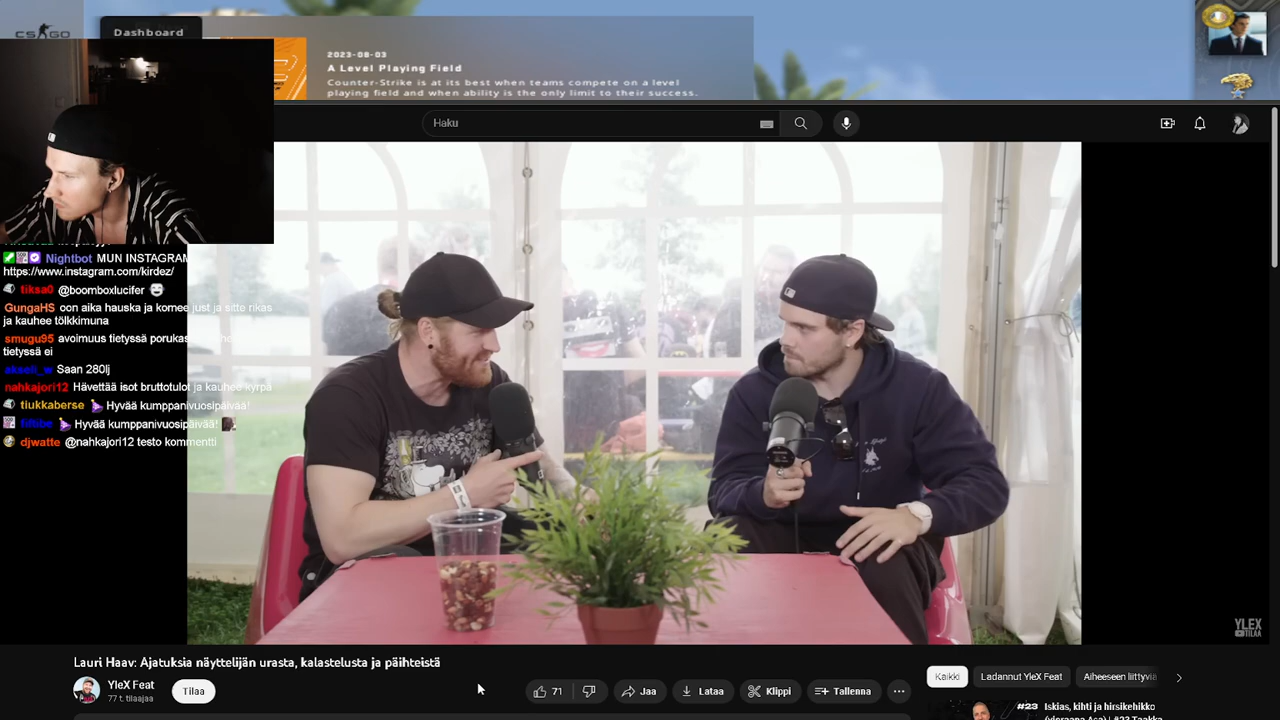 CS GO
Dashboard
2023-08-03
A Level Playing Field
Counter-Strike is at its best when teams compete on a level
playing field and when ability is the only limit to their success.
Haku
Nightbot MUN INSTAGRAM
https://www.instagram.com/kirdez/
tiksa0 @boomboxlucifer
GungaHS oon aika hauska ja komee just ja sitte rikas
ja kauhee tölkkimuna
smugu95 avoimuus tietyssä
tietyssä ei
akseli_w Saan 280lj
nahkajori12 Hävettää isot bruttotulot ja kauhee kyrpä
tiukkaberse Hyvää kumppanivuosipäivää!
Hyvää kumppanivuosipäivää!
djwatte @nahkajori12 testo kommentti
YLEX
TILAA
Lauri Haav: Ajatuksia näyttelijän urasta, kalastelusta ja päihteistä
YleX Feat
77 t. tilaajaa
Tilaa
71
Jaa
Lataa
Klippi
Tallenna
Kaikki
Ladannut YleX Feat
Aiheeseen liittyviä
#23 Iskias, kihti ja hirsikehikko